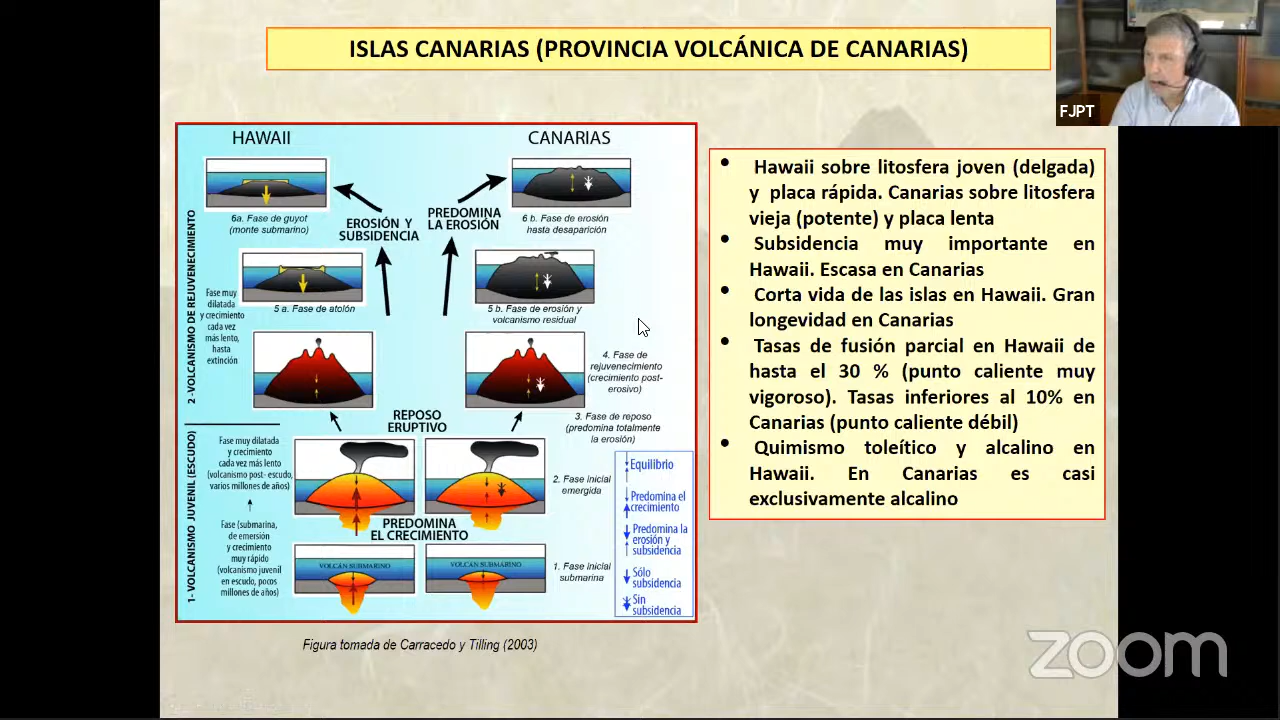 ISLAS CANARIAS (PROVINCIA VOLCÁNICA DE CANARIAS)
FJPT
HAWAII
CANARIAS
6a. Fase de guyot
(monte submarino)
EROSIÓN Y
SUBSIDENCIA
PREDOMINA
LA EROSIÓN
6 b. Fase de erosión
hasta desaparición
2 -VOLCANISMO DE REJUVENECIMIENTO
Fase muy
dilatada
y crecimiento
cada vez
más lento,
hasta
extinción
5 a. Fase de atolón
5 b. Fase de erosión y
volcanismo residual
4. Fase de
rejuvenecimiento
(crecimiento post-
erosivo)
REPOSO
ERUPTIVO
3. Fase de reposo
(predomina totalmente
la erosión)
1- VOLCANISMO JUVENIL (ESCUDO)
Fase muy dilatada
y crecimiento
cada vez más lento
(volcanismo post- escudo,
varios millones de años)
2. Fase inicial
emergida
PREDOMINA
EL CRECIMIENTO
Fase (submarina,
de emersión
y crecimiento
muy rápido
(volcanismo juvenil
en escudo, pocos
millones de años)
VOLCÁN SUBMARINO
VOLCÁN SUBMARINO
1. Fase inicial
submarina
Equilibrio
Predomina el
crecimiento
Predomina la
erosión y
subsidencia
Sólo
subsidencia
Sin
subsidencia
Figura tomada de Carracedo y Tilling (2003)
• Hawaii sobre litosfera joven (delgada)
y placa rápida. Canarias sobre litosfera
vieja (potente) y placa lenta
• Subsidencia muy importante en
Hawaii. Escasa en Canarias
• Corta vida de las islas en Hawaii. Gran
longevidad en Canarias
• Tasas de fusión parcial en Hawaii de
hasta el 30 % (punto caliente muy
vigoroso). Tasas inferiores al 10% en
Canarias (punto caliente débil)
• Quimismo toleítico y alcalino en
Hawaii. En Canarias es casi
exclusivamente alcalino
zoom